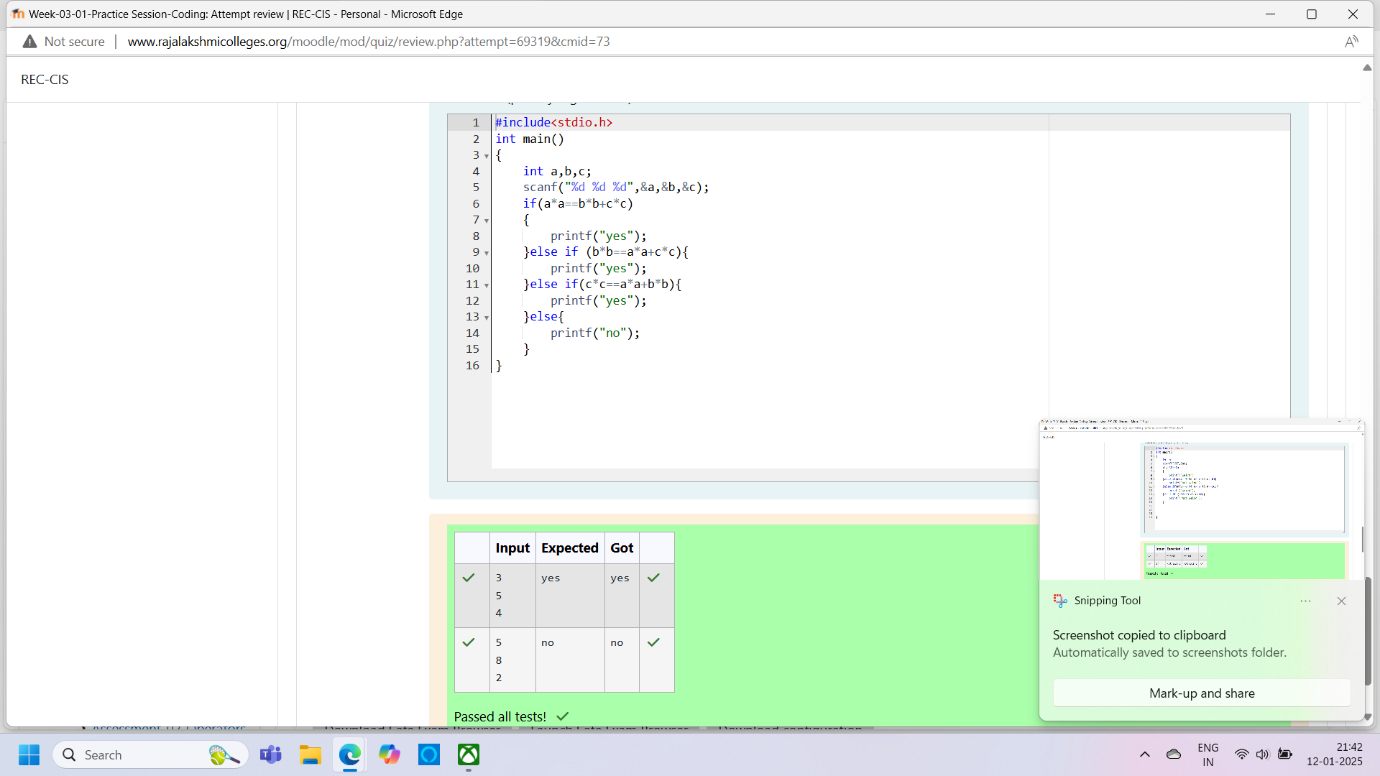 Week-03-01-Practice Session-Coding: Attempt review | REC-CIS - Personal - Microsoft Edge
Not secure | www.rajalakshmicolleges.org/moodle/mod/quiz/review.php?attempt=69319&cmid=73
REC-CIS
1 #include<stdio.h>
2 int main()
3 {
4 int a,b,c;
5 scanf("%d %d %d",&a,&b,&c);
6 if(a*a==b*b+c*c)
7 {
8 printf("yes");
9 }else if (b*b==a*a+c*c){
10 printf("yes");
11 }else if(c*c==a*a+b*b){
12 printf("yes");
13 }else{
14 printf("no");
15 }
16 }
Input Expected Got
3 yes yes
5
4
5 no no
8
2
Passed all tests!
Snipping Tool
Screenshot copied to clipboard
Automatically saved to screenshots folder.
Mark-up and share
Search
ENG
IN
21:42
12-01-2025